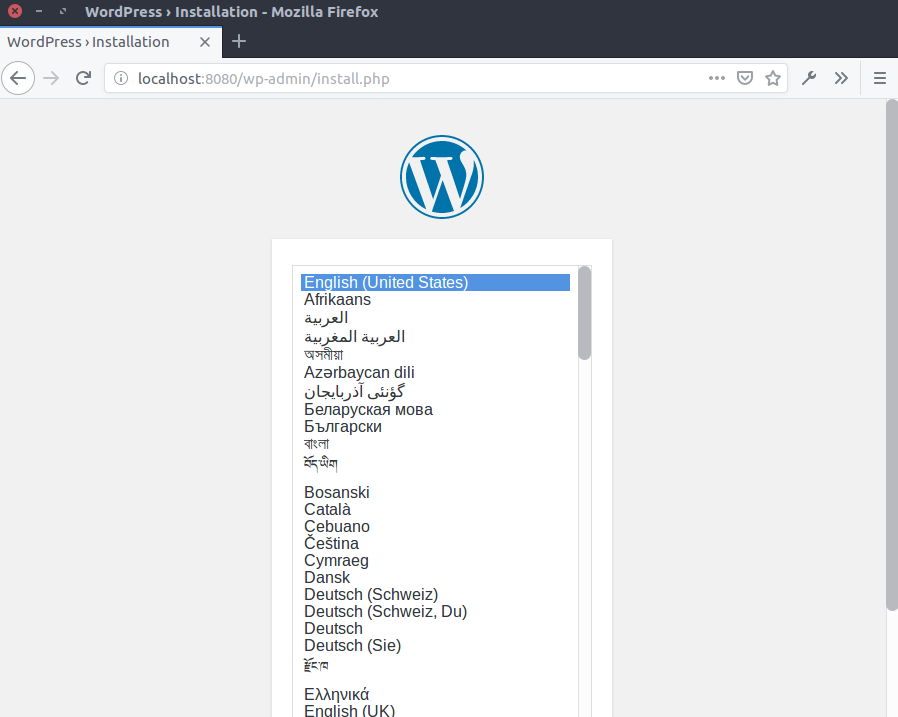 WordPress › Installation - Mozilla Firefox
WordPress › Installation
localhost:8080/wp-admin/install.php
English (United States)
Afrikaans
العربية
العربية المغربية
অসমীয়া
Azərbaycan dili
گؤنئی آذربایجان
Беларуская мова
Български
বাংলা
བོད་ཡིག
Bosanski
Català
Cebuano
Čeština
Cymraeg
Dansk
Deutsch (Schweiz)
Deutsch (Schweiz, Du)
Deutsch
Deutsch (Sie)
རྫོང་ཁ
Ελληνικά
English (UK)